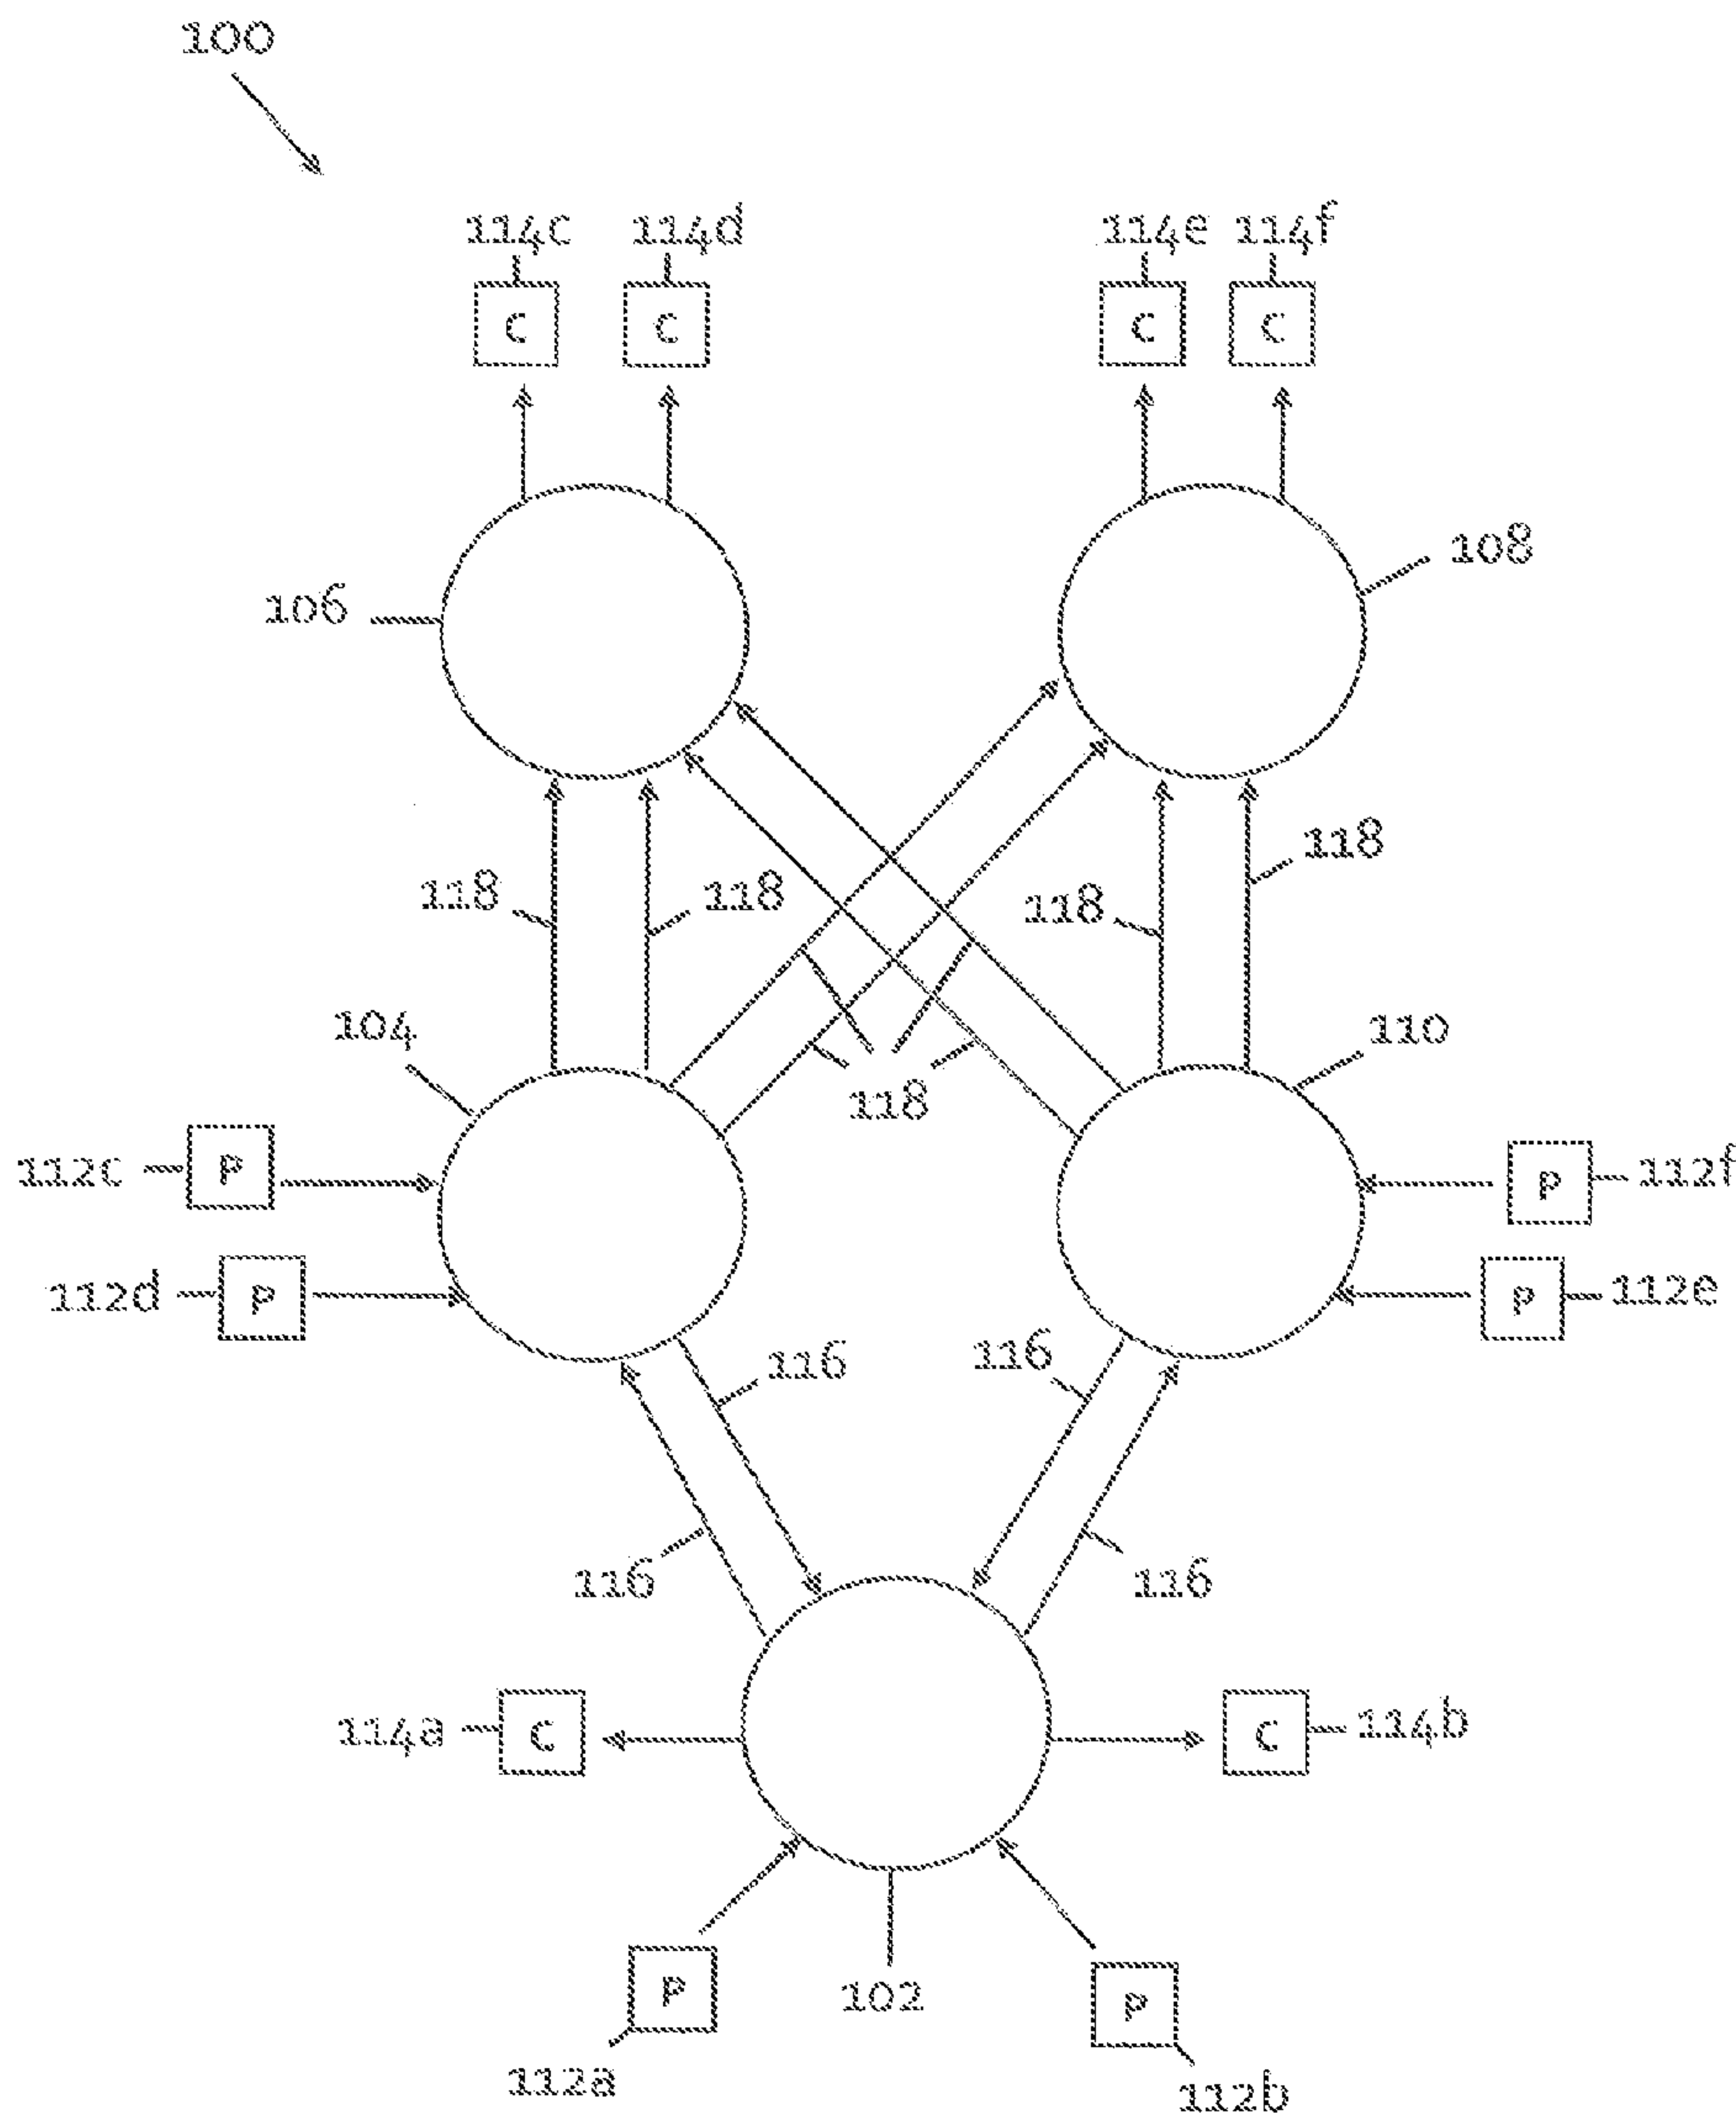 100
114c 114d 114e 114f
C C C C
108
106
118
118 118 118
104 110
118
P 112f
112c P
P
112d P P 112e
116 116
116 116
114a C C 114b
P 102 P
112a 112b